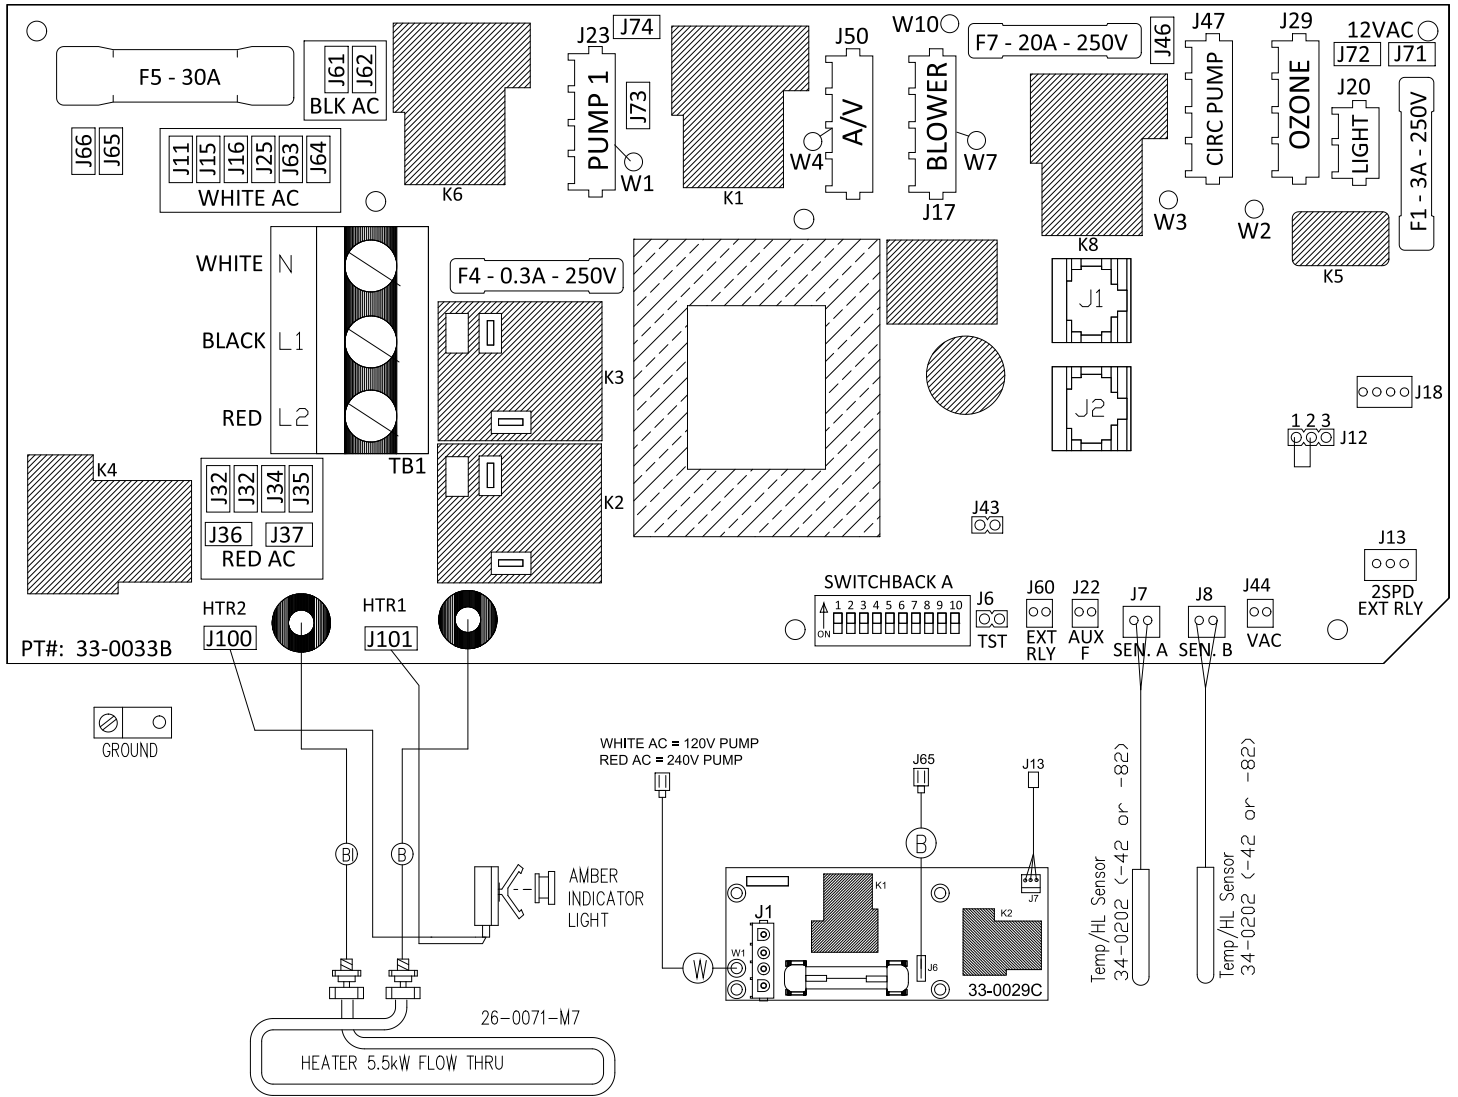 F5 - 30A
J61
J62
BLK AC
J66
J65
J11
J15
J16
J25
J63
J64
WHITE AC
K6
J23
PUMP 1
J74
J73
W1
K1
J50
A/V
W4
W10
BLOWER
J17
W7
F7 - 20A - 250V
J46
J47
CIRC PUMP
J29
OZONE
12VAC
J72
J71
J20
LIGHT
F1 - 3A - 250V
K8
W3
W2
K5
WHITE N
BLACK L1
RED L2
TB1
F4 - 0.3A - 250V
K3
K2
J1
J2
J18
1 2 3
J12
K4
J32
J32
J34
J35
J36
J37
RED AC
J43
J13
2SPD
EXT RLY
HTR2
J100
HTR1
J101
PT#: 33-0033B
SWITCHBACK A
1 2 3 4 5 6 7 8 9 10
ON
J6
TST
J60
EXT
RLY
J22
AUX
F
J7
SEN. A
J8
SEN. B
J44
VAC
GROUND
WHITE AC = 120V PUMP
RED AC = 240V PUMP
J65
J13
Bl
B
B
AMBER
INDICATOR
LIGHT
W
W1
J1
K1
J6
K2
J7
33-0029C
Temp/HL Sensor
34-0202 (-42 or -82)
Temp/HL Sensor
34-0202 (-42 or -82)
26-0071-M7
HEATER 5.5kW FLOW THRU